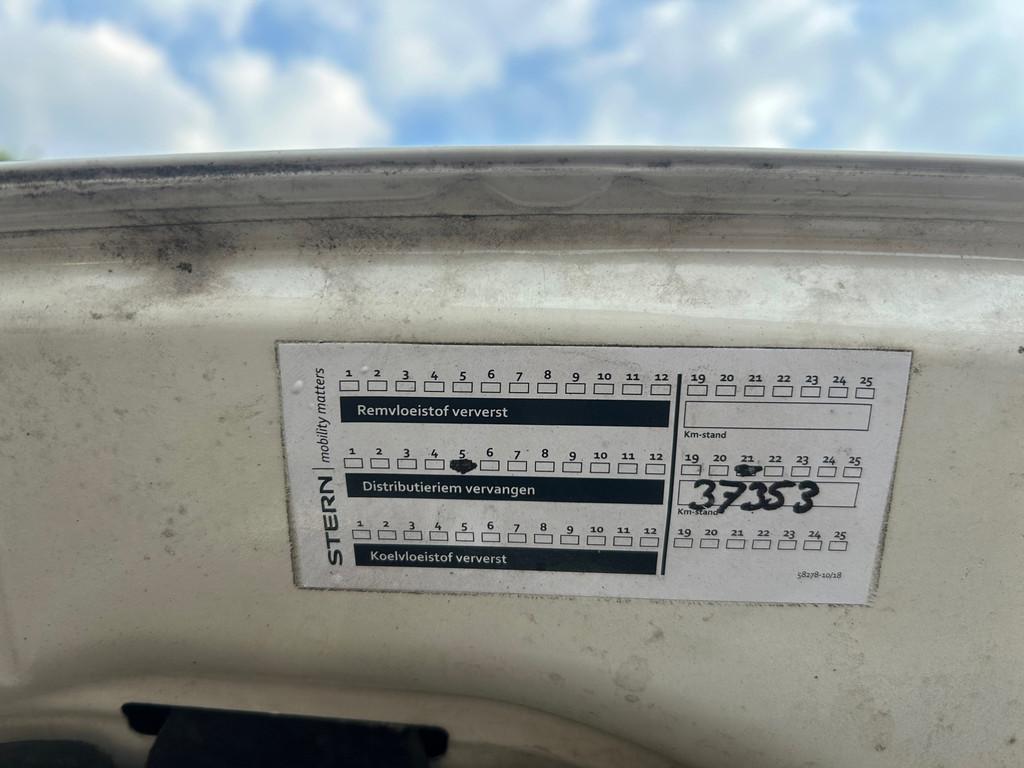 STERN | mobility matters
1 2 3 4 5 6 7 8 9 10 11 12 19 20 21 22 23 24 25
Remvloeistof ververst
Km-stand
1 2 3 4 5 6 7 8 9 10 11 12 19 20 21 22 23 24 25
Distributieriem vervangen 37353
Km-stand
1 2 3 4 5 6 7 8 9 10 11 12 19 20 21 22 23 24 25
Koelvloeistof ververst
58278-10/18